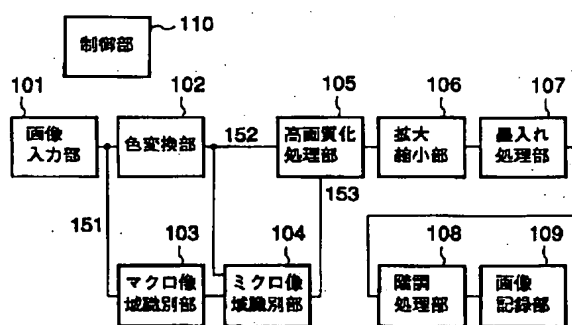 110
制御部
101
102
105
106
107
画像
入力部
色変換部
152
高画質化
処理部
拡大
縮小部
墨入れ
処理部
151
153
103
104
108
109
マクロ像
域識別部
ミクロ像
域識別部
階調
処理部
画像
記録部